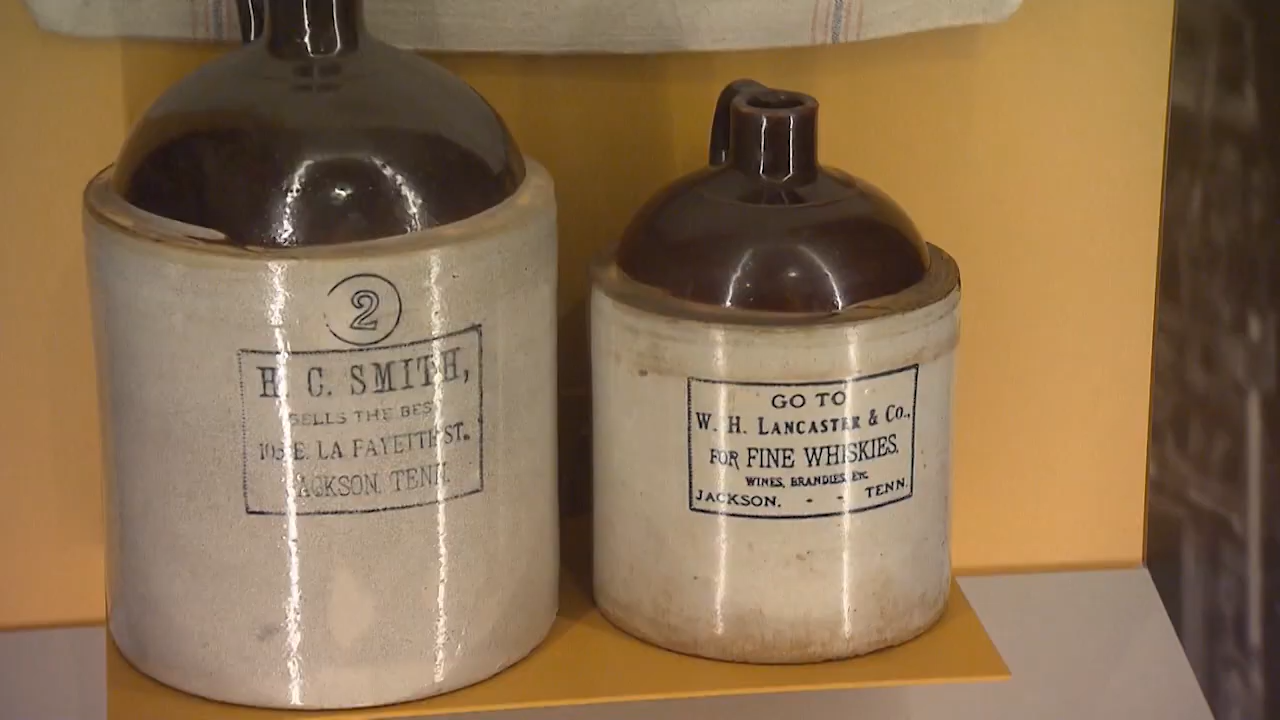 2
H. C. SMITH,
SELLS THE BEST
E. LA FAYETTE ST.
JACKSON, TENN.
GO TO
W. H. LANCASTER & Co.,
FOR FINE WHISKIES,
WINES, BRANDIES, ETC.
JACKSON, - - TENN.